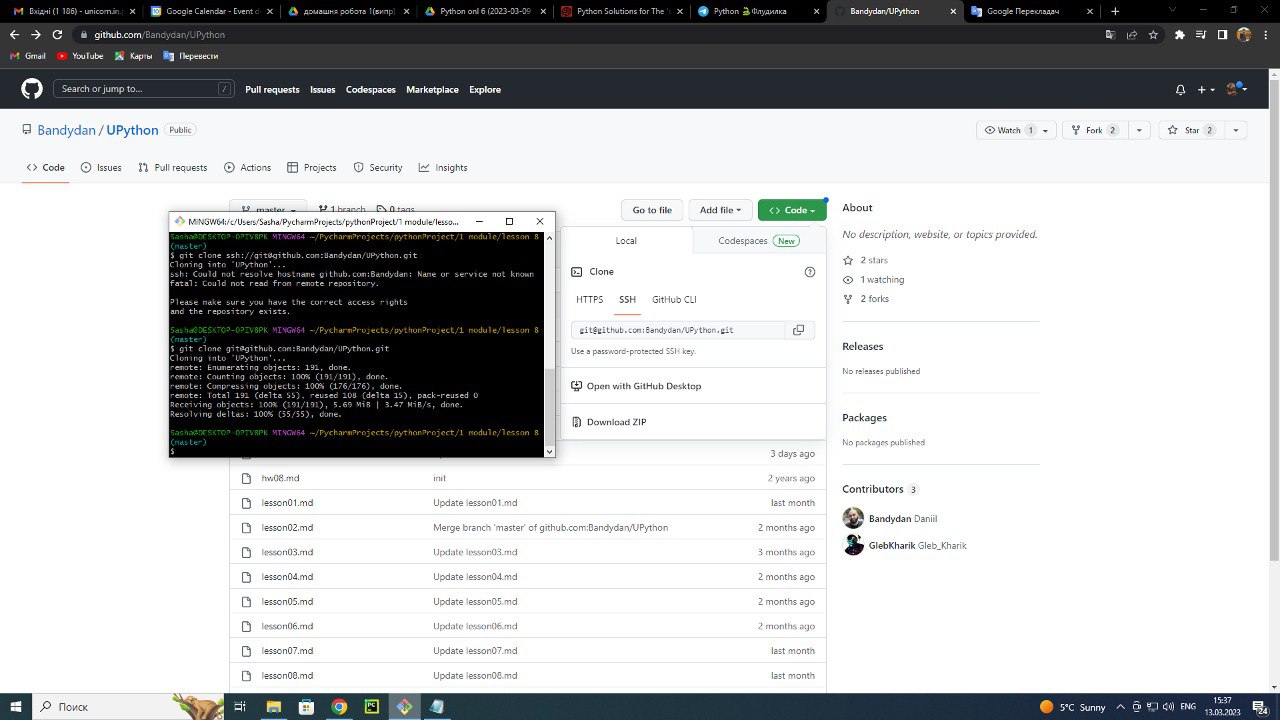 Вхідні (1 186) - unicorn.in.
Google Calendar - Event d
домашня робота 1(випр
Python onl 6 (2023-03-09
Python Solutions for The '
Python Флудилка
Bandydan/UPython
Google Перекладач
github.com/Bandydan/UPython
Gmail YouTube Карты Перевести
Search or jump to... /
Pull requests Issues Codespaces Marketplace Explore
Bandydan / UPython Public
Watch 1 Fork 2 Star 2
Code Issues Pull requests Actions Projects Security Insights
master 1 branch 0 tags
Go to file Add file Code
MINGW64:/c/Users/Sasha/PycharmProjects/pythonProject/1 module/lesso...
Sasha@DESKTOP-OPIV8PK MINGW64 ~/PycharmProjects/pythonProject/1 module/lesson 8
(master)
$ git clone ssh://git@github.com:Bandydan/UPython.git
Cloning into 'UPython'...
ssh: Could not resolve hostname github.com:Bandydan: Name or service not known
fatal: Could not read from remote repository.
Please make sure you have the correct access rights
and the repository exists.
Sasha@DESKTOP-OPIV8PK MINGW64 ~/PycharmProjects/pythonProject/1 module/lesson 8
(master)
$ git clone git@github.com:Bandydan/UPython.git
Cloning into 'UPython'...
remote: Enumerating objects: 191, done.
remote: Counting objects: 100% (191/191), done.
remote: Compressing objects: 100% (176/176), done.
remote: Total 191 (delta 55), reused 108 (delta 15), pack-reused 0
Receiving objects: 100% (191/191), 5.69 MiB | 3.47 MiB/s, done.
Resolving deltas: 100% (55/55), done.
Sasha@DESKTOP-OPIV8PK MINGW64 ~/PycharmProjects/pythonProject/1 module/lesson 8
(master)
$
Local Codespaces New
Clone
HTTPS SSH GitHub CLI
git@github.com:Bandydan/UPython.git
Use a password-protected SSH key.
Open with GitHub Desktop
Download ZIP
3 days ago
hw08.md init 2 years ago
lesson01.md Update lesson01.md last month
lesson02.md Merge branch 'master' of github.com:Bandydan/UPython 2 months ago
lesson03.md Update lesson03.md 3 months ago
lesson04.md Update lesson04.md 2 months ago
lesson05.md Update lesson05.md 2 months ago
lesson06.md Update lesson06.md 2 months ago
lesson07.md Update lesson07.md last month
lesson08.md Update lesson08.md last month
About
No description, website, or topics provided.
2 stars
1 watching
2 forks
Releases
No releases published
Packages
No packages published
Contributors 3
Bandydan Daniil
GlebKharik Gleb_Kharik
Поиск
5°C Sunny
ENG
15:37
13.03.2023
24